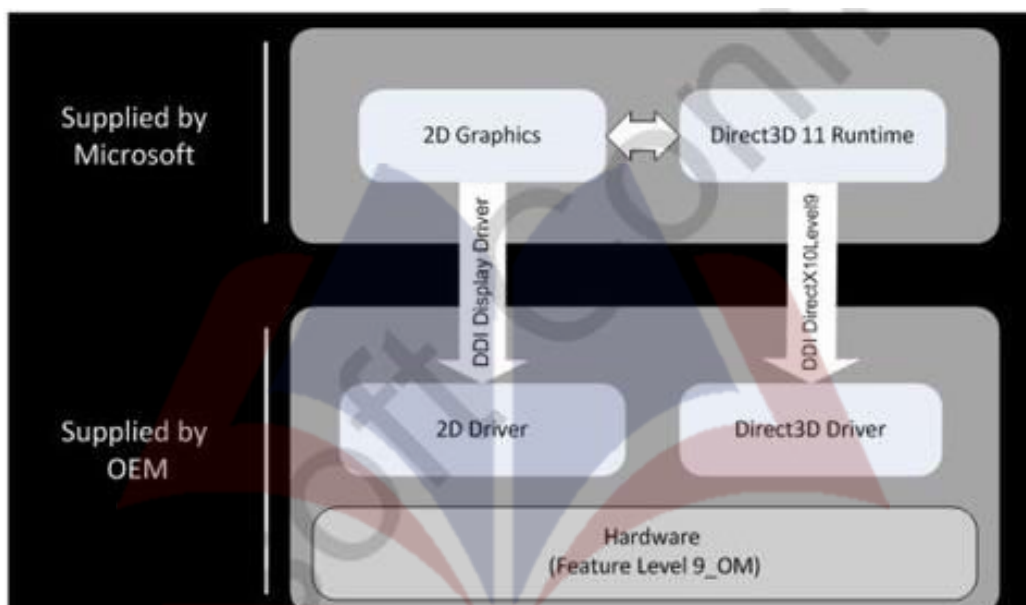 Supplied by
Microsoft
2D Graphics
Direct3D 11 Runtime
DDI Display Driver
DDI DirectX10Level9
Supplied by
OEM
2D Driver
Direct3D Driver
Hardware
(Feature Level 9_OM)